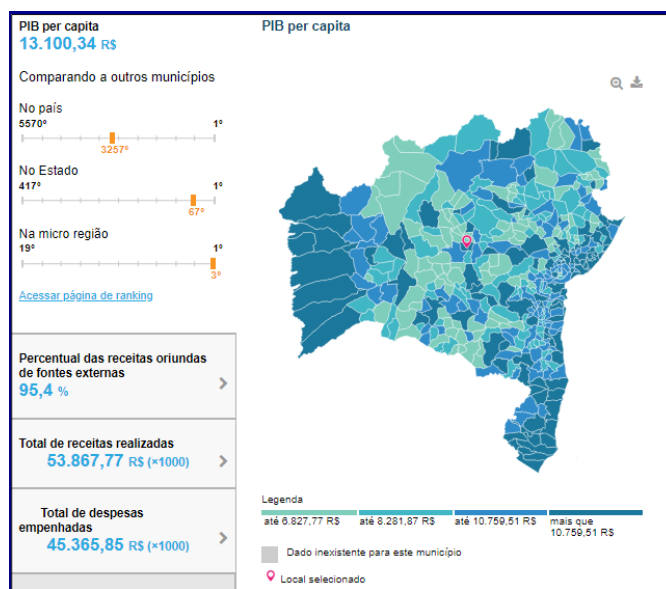 PIB per capita
13.100,34 R$
Comparando a outros municípios
No país
5570º 1º
3257º
No Estado
417º 1º
67º
Na micro região
19º 1º
3º
Acessar página de ranking
Percentual das receitas oriundas
de fontes externas
95,4 %
Total de receitas realizadas
53.867,77 R$ (×1000)
Total de despesas
empenhadas
45.365,85 R$ (×1000)
PIB per capita
Legenda
até 6.827,77 R$ até 8.281,87 R$ até 10.759,51 R$ mais que
10.759,51 R$
Dado inexistente para este município
Local selecionado